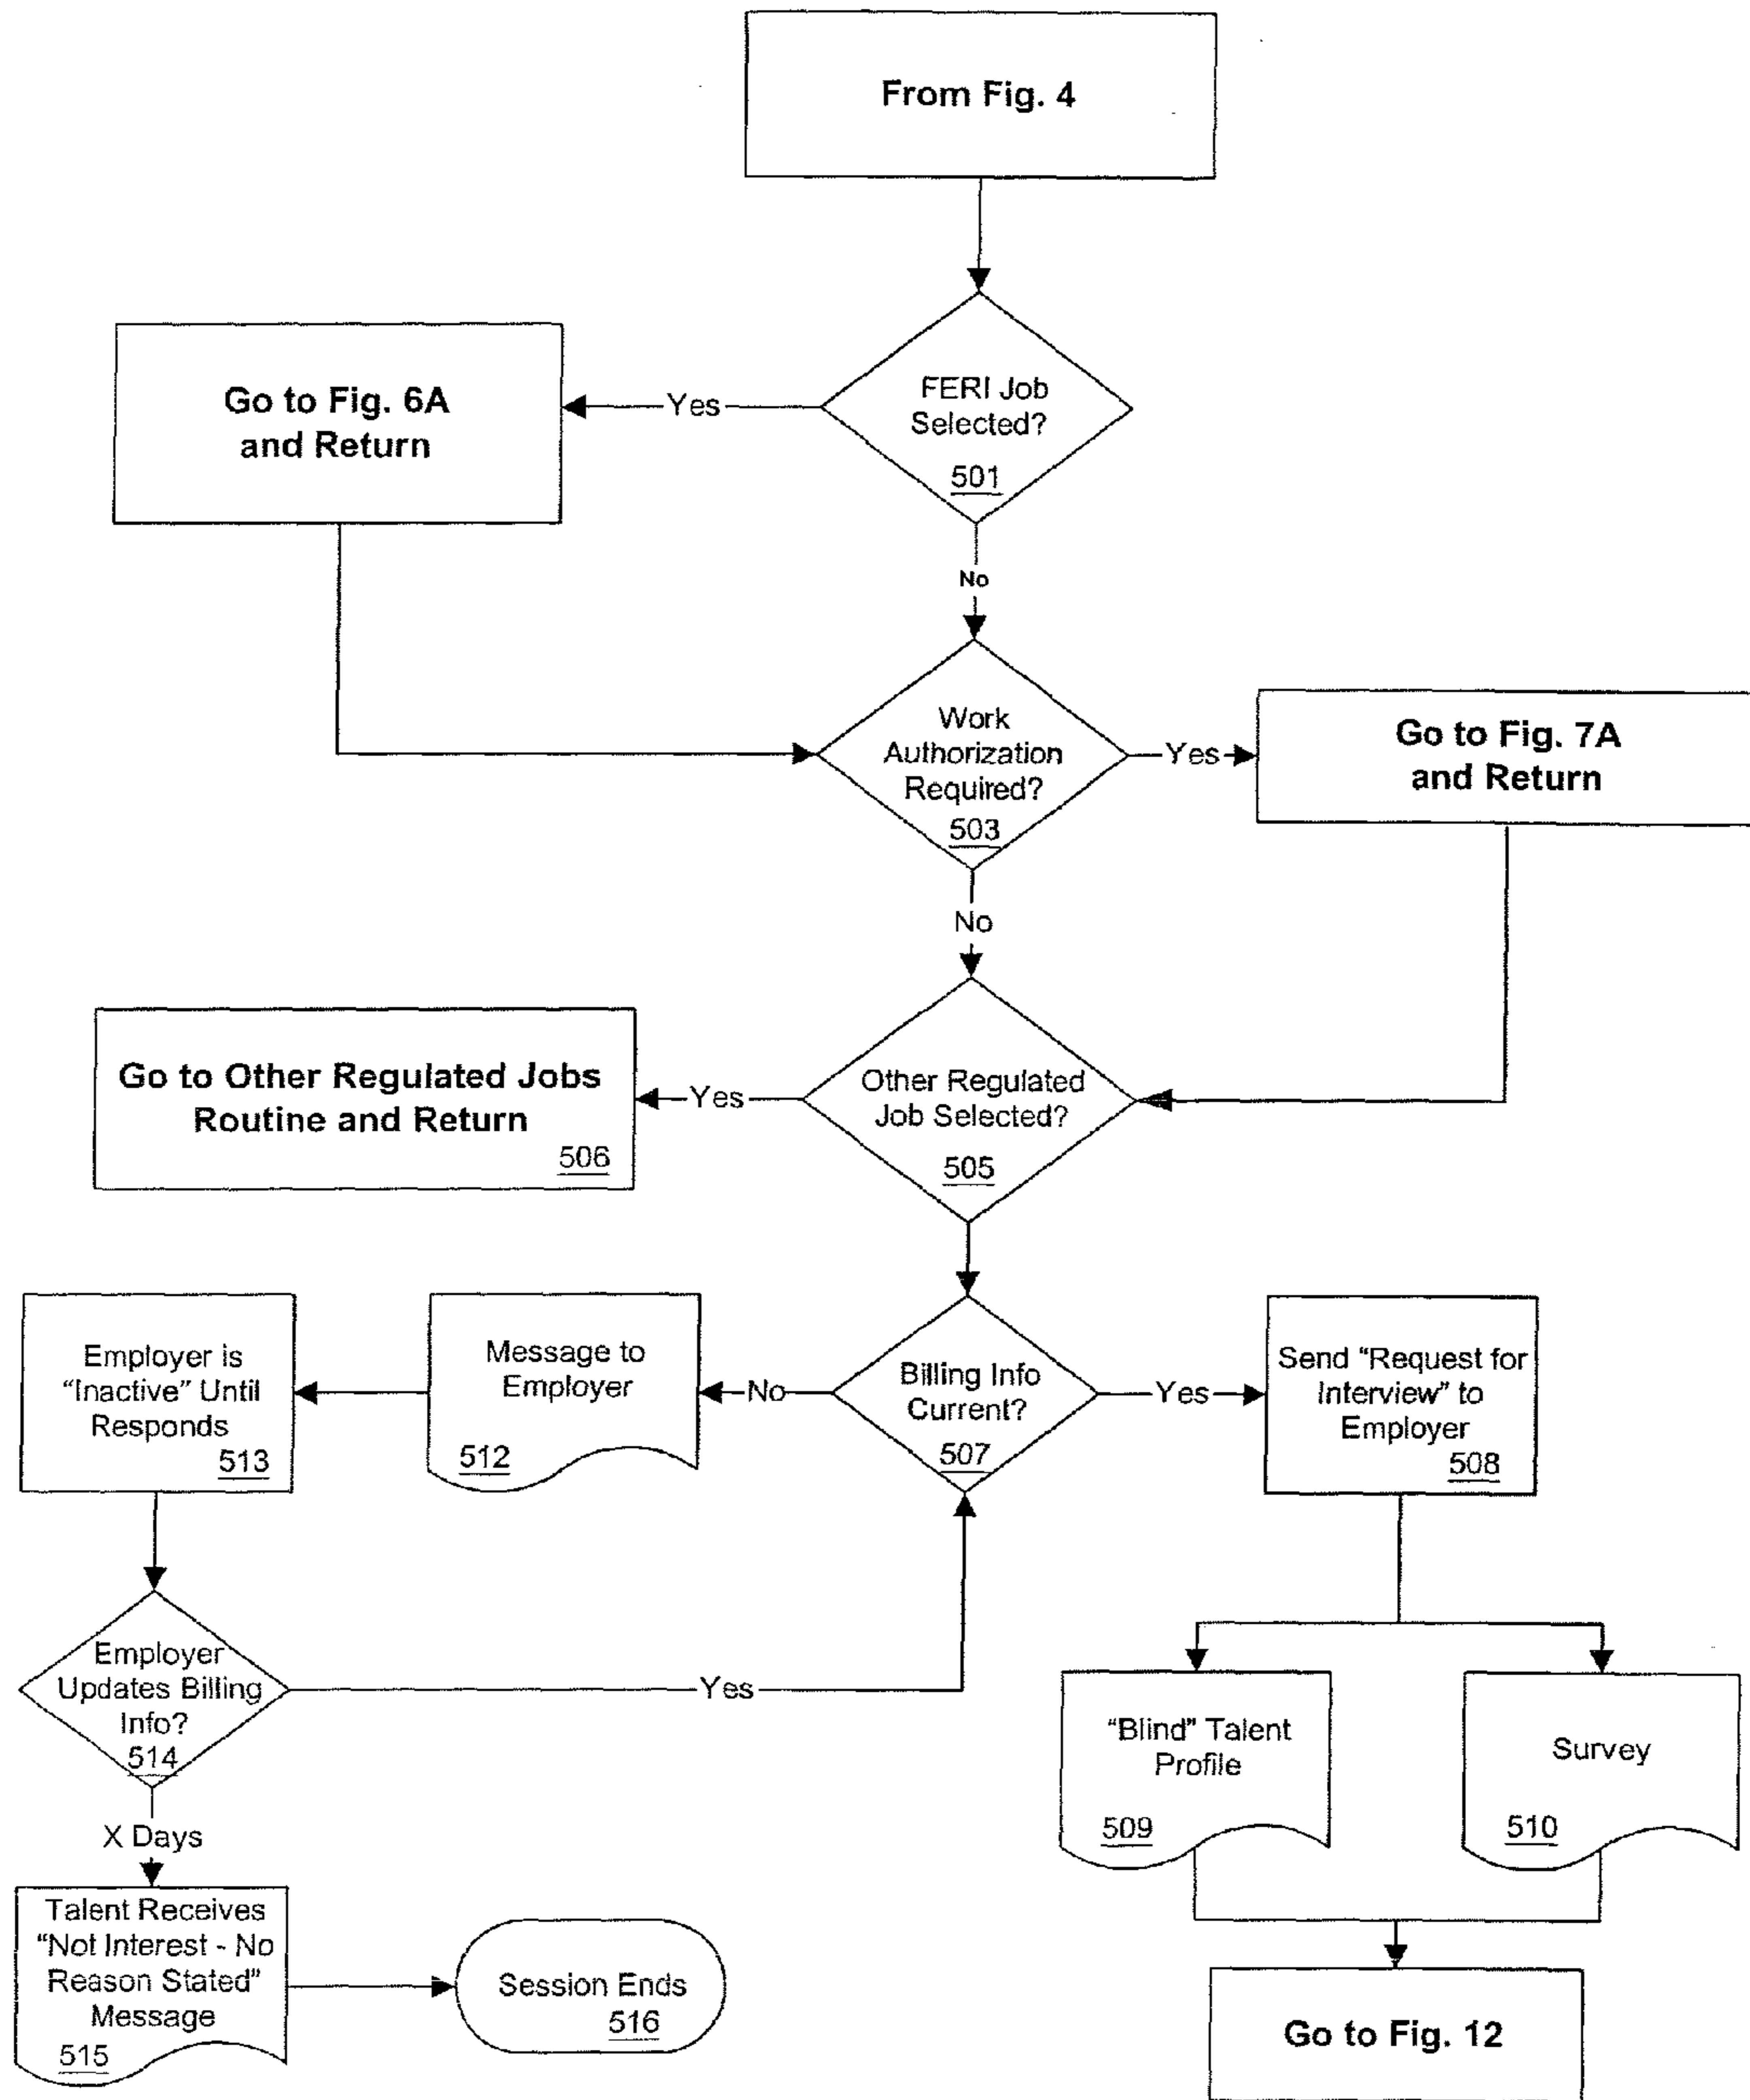 From Fig. 4
FERI Job
Selected?
501
Yes
Go to Fig. 6A
and Return
No
Work
Authorization
Required?
503
Yes
Go to Fig. 7A
and Return
No
Other Regulated
Job Selected?
505
Yes
Go to Other Regulated Jobs
Routine and Return
506
Billing Info
Current?
507
No
Message to
Employer
512
Employer is
“Inactive” Until
Responds
513
Yes
Send “Request for
Interview” to
Employer
508
Employer
Updates Billing
Info?
514
Yes
“Blind” Talent
Profile
509
Survey
510
X Days
Talent Receives
“Not Interest - No
Reason Stated”
Message
515
Session Ends
516
Go to Fig. 12